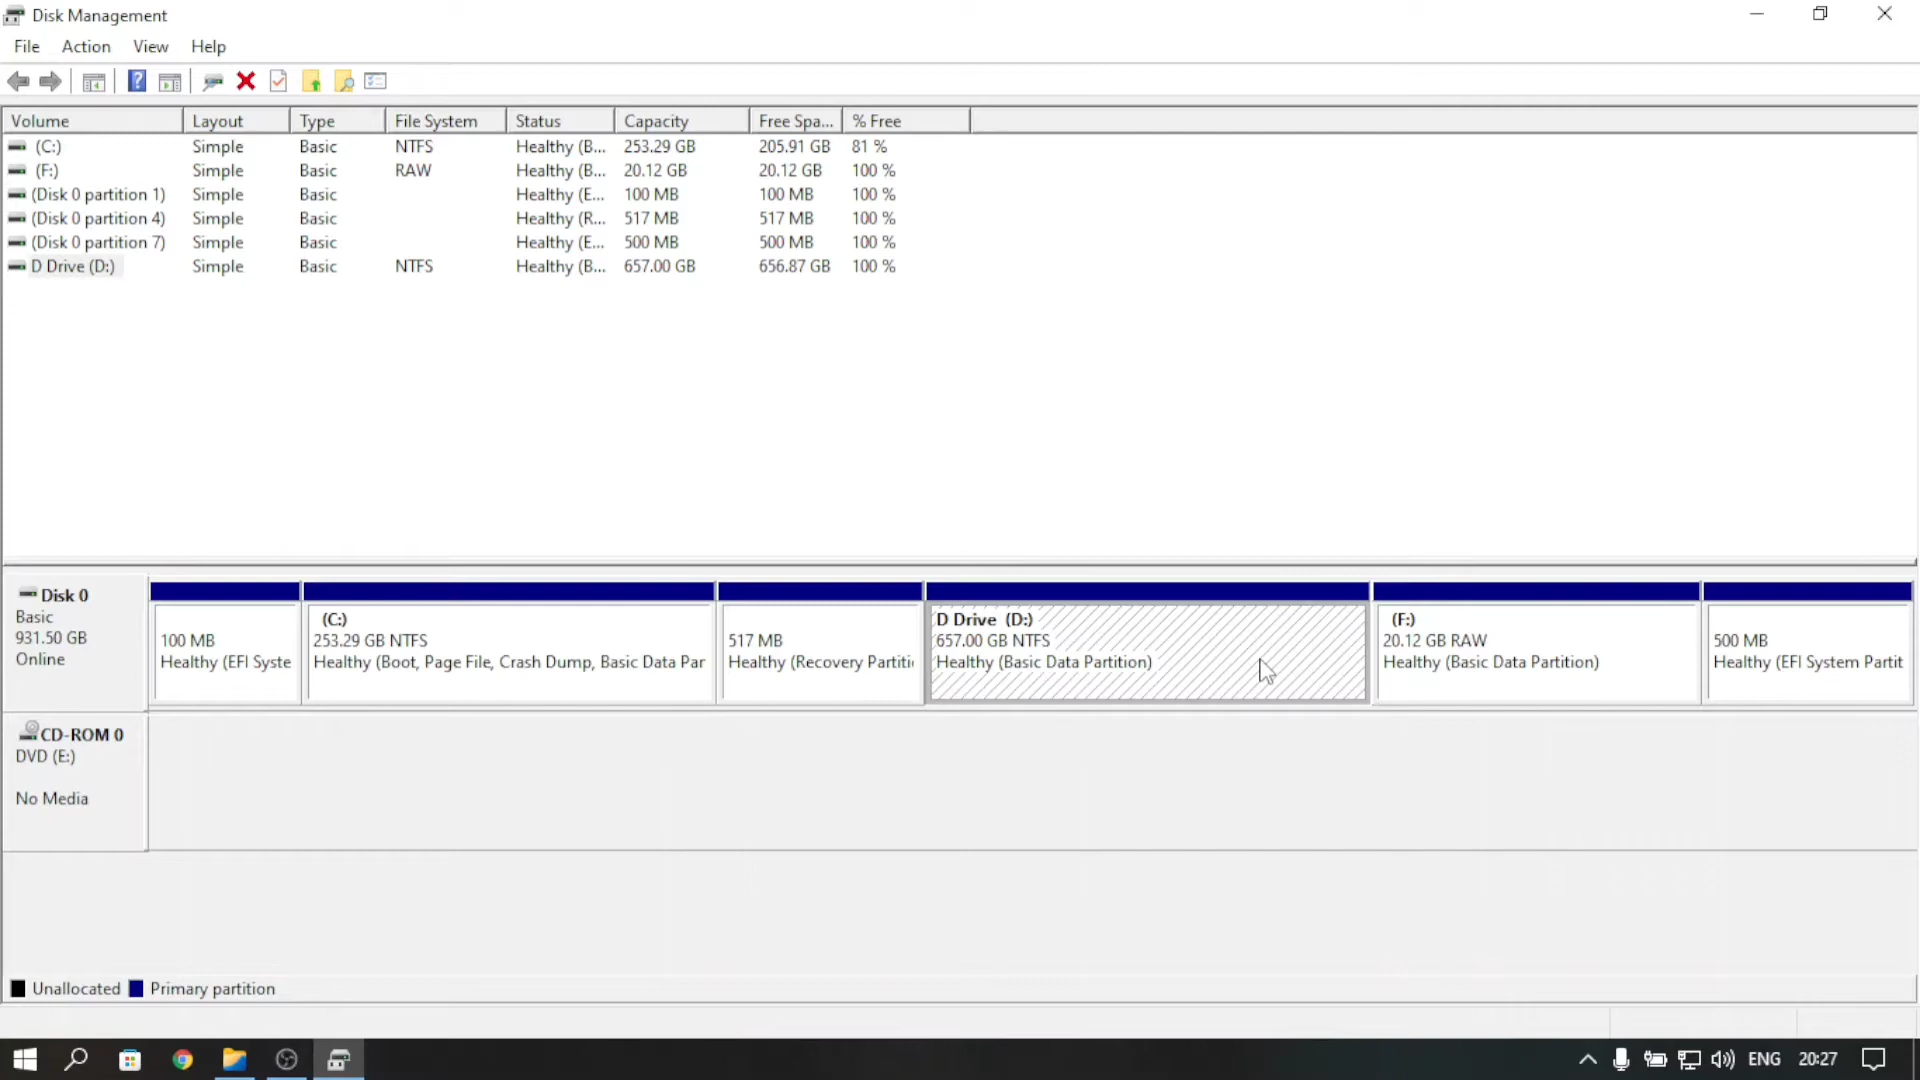 Disk Management
File Action View Help
Volume Layout Type File System Status Capacity Free Spa... % Free
(C:) Simple Basic NTFS Healthy (B... 253.29 GB 205.91 GB 81 %
(F:) Simple Basic RAW Healthy (B... 20.12 GB 20.12 GB 100 %
(Disk 0 partition 1) Simple Basic Healthy (E... 100 MB 100 MB 100 %
(Disk 0 partition 4) Simple Basic Healthy (R... 517 MB 517 MB 100 %
(Disk 0 partition 7) Simple Basic Healthy (E... 500 MB 500 MB 100 %
D Drive (D:) Simple Basic NTFS Healthy (B... 657.00 GB 656.87 GB 100 %
Disk 0
Basic
931.50 GB
Online
100 MB
Healthy (EFI Syste
(C:)
253.29 GB NTFS
Healthy (Boot, Page File, Crash Dump, Basic Data Par
517 MB
Healthy (Recovery Partiti
D Drive (D:)
657.00 GB NTFS
Healthy (Basic Data Partition)
(F:)
20.12 GB RAW
Healthy (Basic Data Partition)
500 MB
Healthy (EFI System Partit
CD-ROM 0
DVD (E:)
No Media
Unallocated Primary partition
ENG 20:27